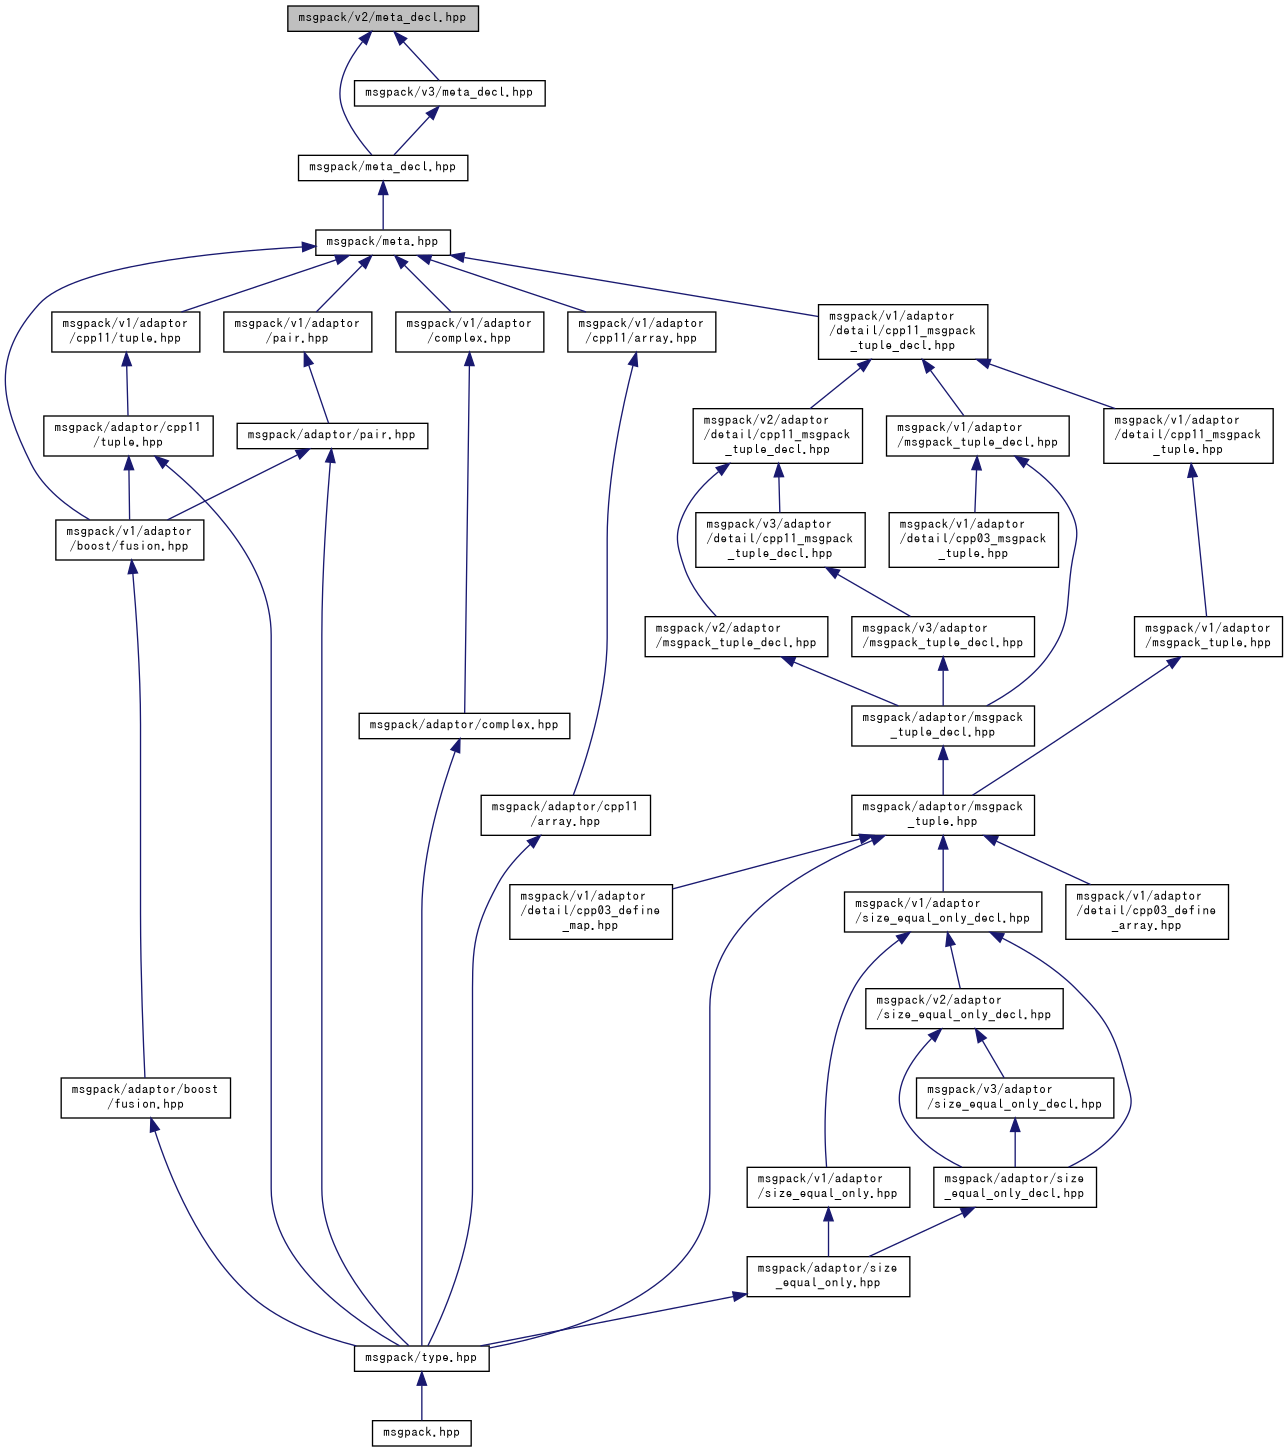 msgpack/v2/meta_decl.hpp
msgpack/v3/meta_decl.hpp
msgpack/meta_decl.hpp
msgpack/meta.hpp
msgpack/v1/adaptor
/cpp11/tuple.hpp
msgpack/v1/adaptor
/pair.hpp
msgpack/v1/adaptor
/complex.hpp
msgpack/v1/adaptor
/cpp11/array.hpp
msgpack/v1/adaptor
/detail/cpp11_msgpack
_tuple_decl.hpp
msgpack/adaptor/cpp11
/tuple.hpp
msgpack/adaptor/pair.hpp
msgpack/v2/adaptor
/detail/cpp11_msgpack
_tuple_decl.hpp
msgpack/v1/adaptor
/msgpack_tuple_decl.hpp
msgpack/v1/adaptor
/detail/cpp11_msgpack
_tuple.hpp
msgpack/v1/adaptor
/boost/fusion.hpp
msgpack/v3/adaptor
/detail/cpp11_msgpack
_tuple_decl.hpp
msgpack/v1/adaptor
/detail/cpp03_msgpack
_tuple.hpp
msgpack/v2/adaptor
/msgpack_tuple_decl.hpp
msgpack/v3/adaptor
/msgpack_tuple_decl.hpp
msgpack/v1/adaptor
/msgpack_tuple.hpp
msgpack/adaptor/complex.hpp
msgpack/adaptor/msgpack
_tuple_decl.hpp
msgpack/adaptor/cpp11
/array.hpp
msgpack/adaptor/msgpack
_tuple.hpp
msgpack/v1/adaptor
/detail/cpp03_define
_map.hpp
msgpack/v1/adaptor
/size_equal_only_decl.hpp
msgpack/v1/adaptor
/detail/cpp03_define
_array.hpp
msgpack/v2/adaptor
/size_equal_only_decl.hpp
msgpack/adaptor/boost
/fusion.hpp
msgpack/v3/adaptor
/size_equal_only_decl.hpp
msgpack/v1/adaptor
/size_equal_only.hpp
msgpack/adaptor/size
_equal_only_decl.hpp
msgpack/adaptor/size
_equal_only.hpp
msgpack/type.hpp
msgpack.hpp